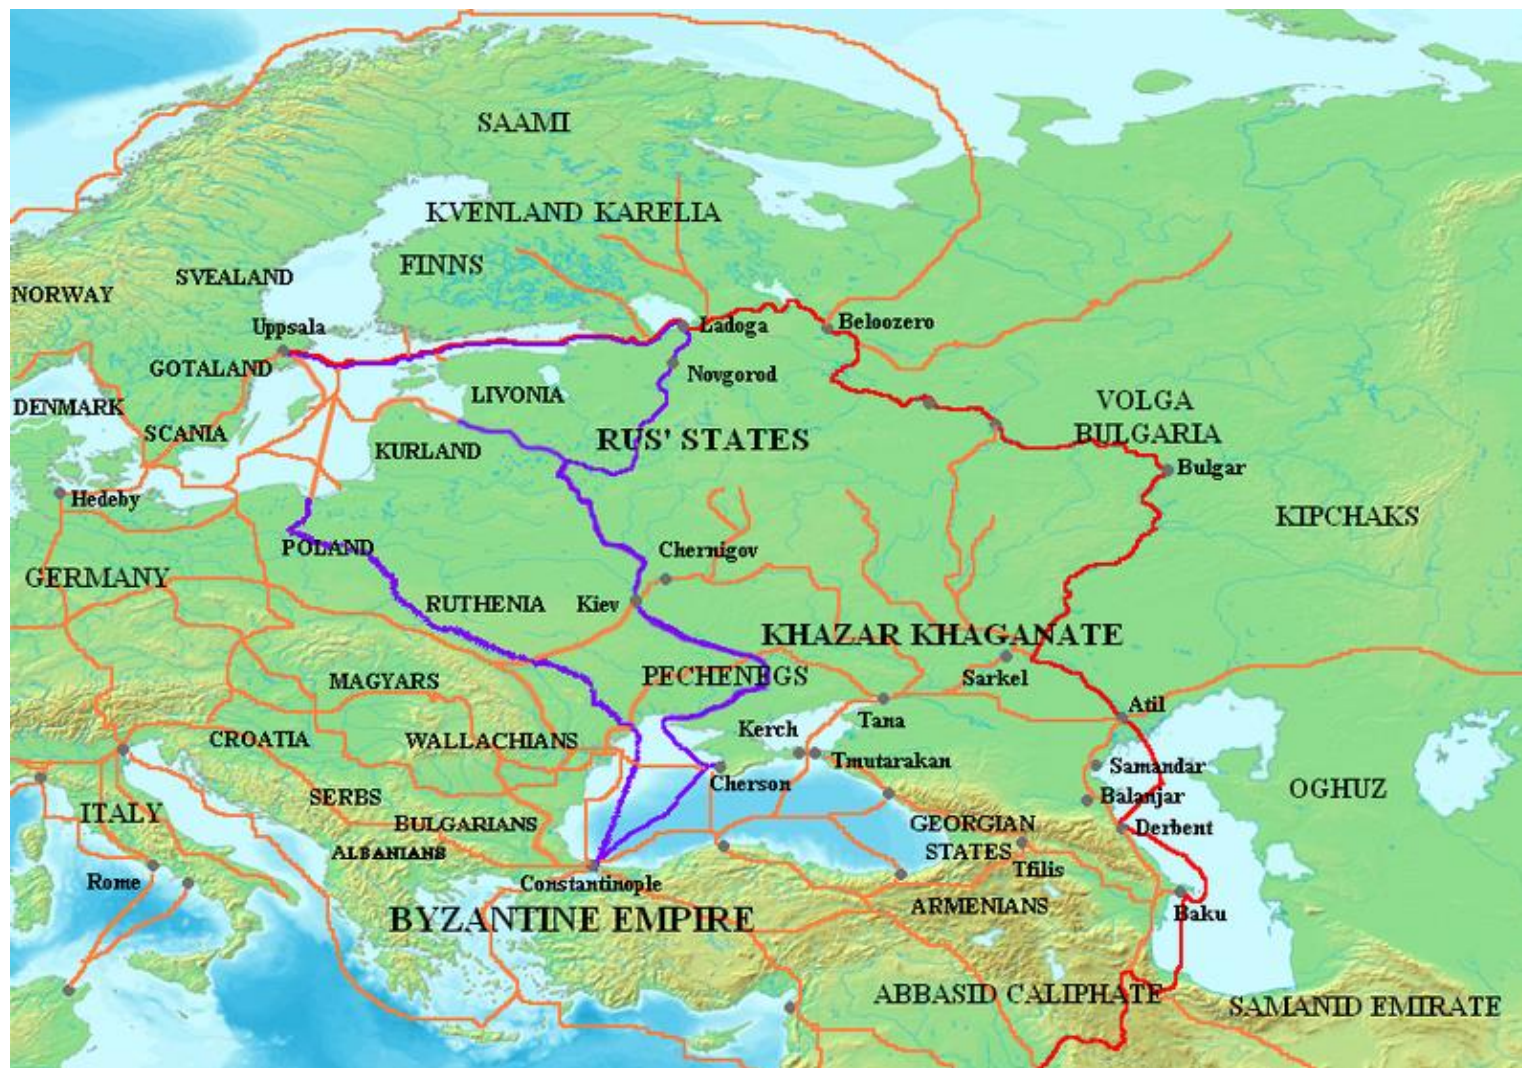 SAAMI
KVENLAND KARELIA
FINNS
SVEALAND
NORWAY
Uppsala
Ladoga
Beloozero
GOTALAND
Novgorod
LIVONIA
DENMARK
VOLGA
BULGARIA
SCANIA
RUS' STATES
KURLAND
Bulgar
Hedeby
KIPCHAKS
POLAND
Chernigov
GERMANY
RUTHENIA
Kiev
KHAZAR KHAGANATE
PECHENEGS
Sarkel
MAGYARS
Atil
Tana
Kerch
CROATIA
WALLACHIANS
Tmutarakan
Samandar
Cherson
OGHUZ
SERBS
Balanjar
ITALY
BULGARIANS
GEORGIAN
STATES
Derbent
ALBANIANS
Tfilis
Rome
Constantinople
ARMENIANS
Baku
BYZANTINE EMPIRE
ABBASID CALIPHATE
SAMANID EMIRATE